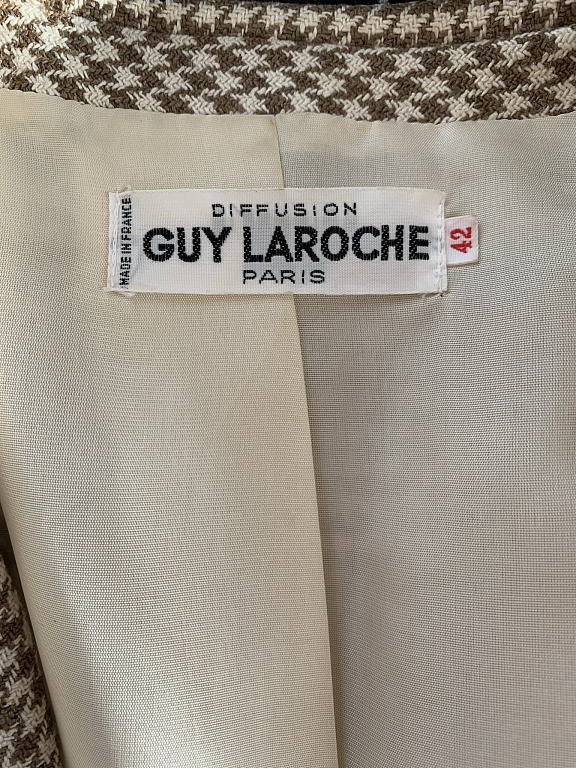 MADE IN FRANCE
DIFFUSION
GUY LAROCHE
PARIS
42